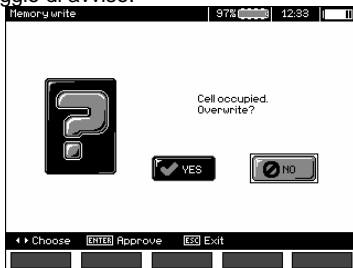 ggio di avviso.
Memory write 97% 12:33
Cell occupied.
Overwrite?
YES NO
Choose ENTER Approve ESC Exit